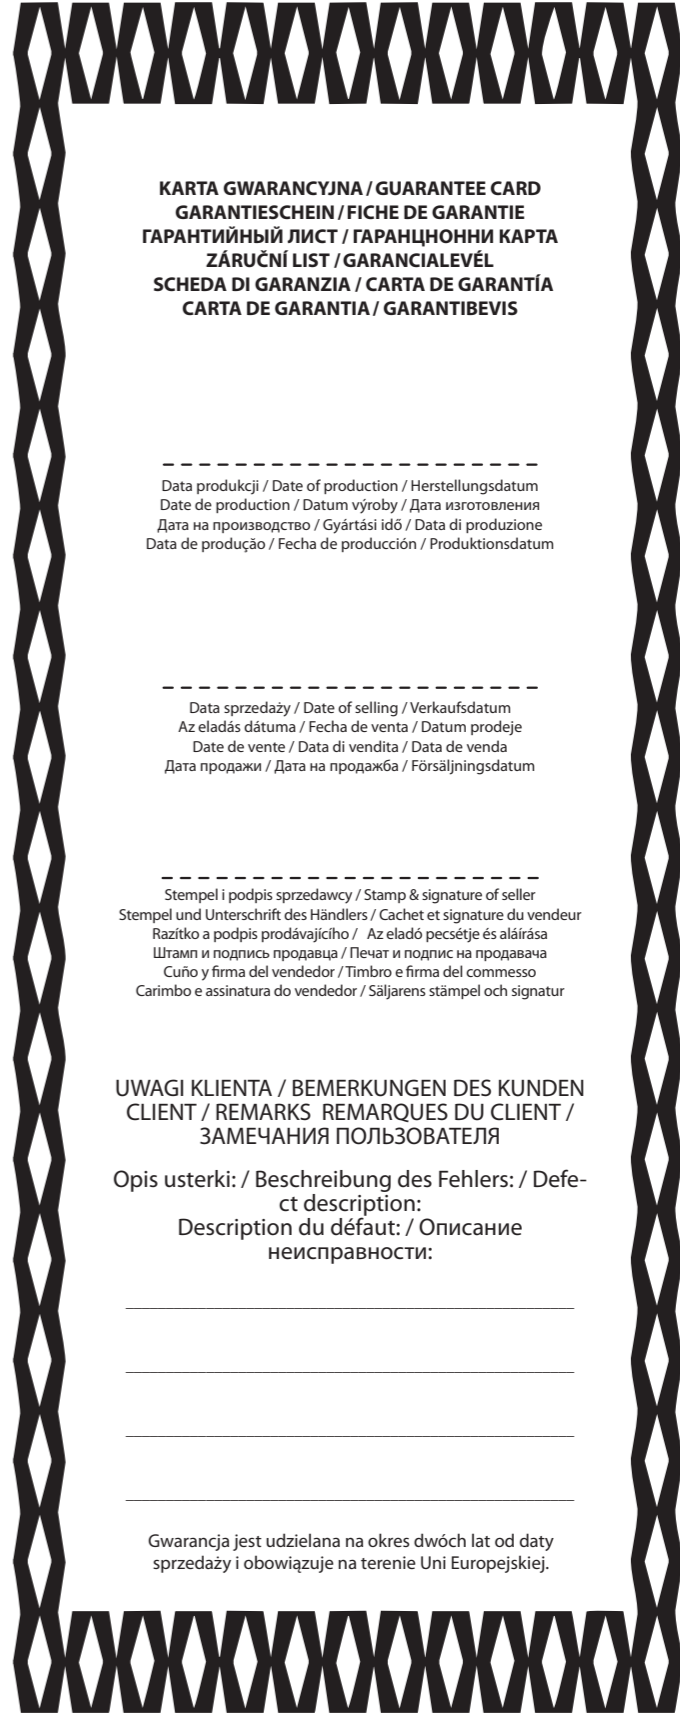 KARTA GWARANCYJNA / GUARANTEE CARD
GARANTIESCHEIN / FICHE DE GARANTIE
ГАРАНТИЙНЫЙ ЛИСТ / ГАРАНЦНОННИ КАРТА
ZÁRUČNÍ LIST / GARANCIALEVÉL
SCHEDA DI GARANZIA / CARTA DE GARANTÍA
CARTA DE GARANTIA / GARANTIBEVIS
Data produkcji / Date of production / Herstellungsdatum
Date de production / Datum výroby / Дата изготовления
Дата на производство / Gyártási idő / Data di produzione
Data de produção / Fecha de producción / Produktionsdatum
Data sprzedaży / Date of selling / Verkaufsdatum
Az eladás dátuma / Fecha de venta / Datum prodeje
Date de vente / Data di vendita / Data de venda
Дата продажи / Дата на продажба / Försäljningsdatum
Stempel i podpis sprzedawcy / Stamp & signature of seller
Stempel und Unterschrift des Händlers / Cachet et signature du vendeur
Razítko a podpis prodávajícího / Az eladó pecsétje és aláírása
Штамп и подпись продавца / Печат и подпис на продавача
Cuño y firma del vendedor / Timbro e firma del commesso
Carimbo e assinatura do vendedor / Säljarens stämpel och signatur
UWAGI KLIENTA / BEMERKUNGEN DES KUNDEN
CLIENT / REMARKS REMARQUES DU CLIENT /
ЗАМЕЧАНИЯ ПОЛЬЗОВАТЕЛЯ
Opis usterki: / Beschreibung des Fehlers: / Defe-
ct description:
Description du défaut: / Описание
неисправности:
Gwarancja jest udzielana na okres dwóch lat od daty
sprzedaży i obowiązuje na terenie Uni Europejskiej.